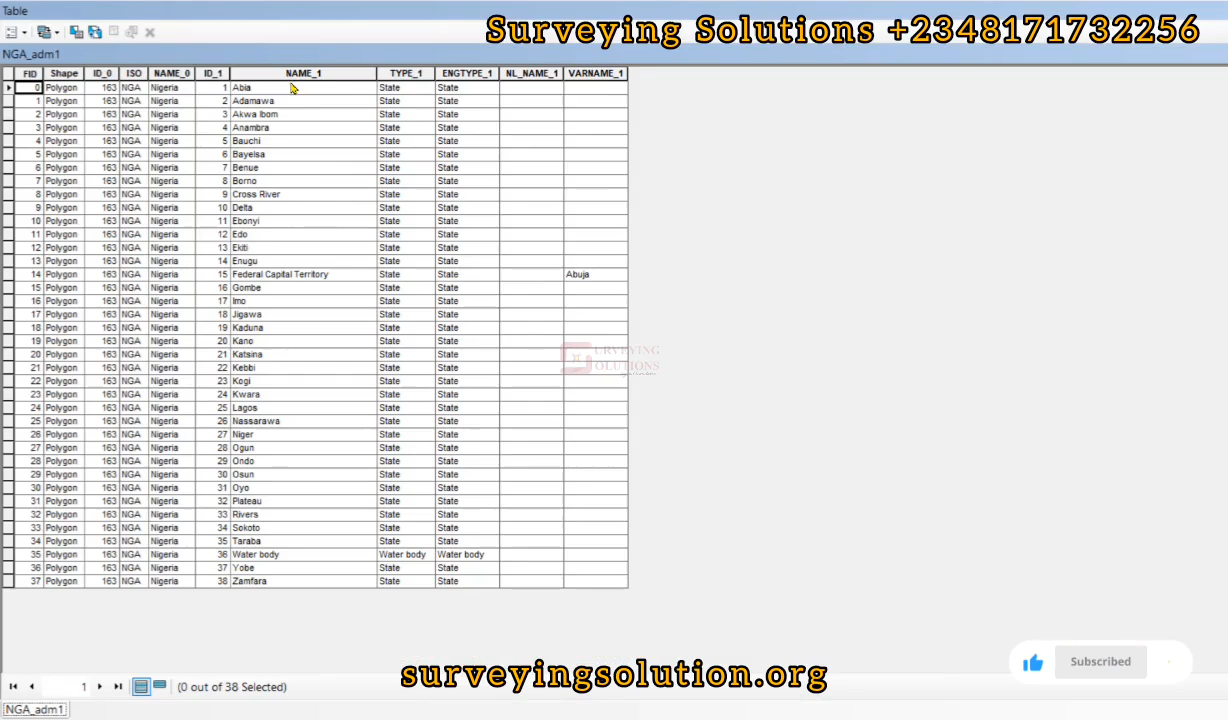 Table
Surveying Solutions +2348171732256
NGA_adm1
FID Shape ID_0 ISO NAME_0 ID_1 NAME_1 TYPE_1 ENGTYPE_1 NL_NAME_1 VARNAME_1
0 Polygon 163 NGA Nigeria 1 Abia State State
1 Polygon 163 NGA Nigeria 2 Adamawa State State
2 Polygon 163 NGA Nigeria 3 Akwa Ibom State State
3 Polygon 163 NGA Nigeria 4 Anambra State State
4 Polygon 163 NGA Nigeria 5 Bauchi State State
5 Polygon 163 NGA Nigeria 6 Bayelsa State State
6 Polygon 163 NGA Nigeria 7 Benue State State
7 Polygon 163 NGA Nigeria 8 Borno State State
8 Polygon 163 NGA Nigeria 9 Cross River State State
9 Polygon 163 NGA Nigeria 10 Delta State State
10 Polygon 163 NGA Nigeria 11 Ebonyi State State
11 Polygon 163 NGA Nigeria 12 Edo State State
12 Polygon 163 NGA Nigeria 13 Ekiti State State
13 Polygon 163 NGA Nigeria 14 Enugu State State
14 Polygon 163 NGA Nigeria 15 Federal Capital Territory State State Abuja
15 Polygon 163 NGA Nigeria 16 Gombe State State
16 Polygon 163 NGA Nigeria 17 Imo State State
17 Polygon 163 NGA Nigeria 18 Jigawa State State
18 Polygon 163 NGA Nigeria 19 Kaduna State State
19 Polygon 163 NGA Nigeria 20 Kano State State
20 Polygon 163 NGA Nigeria 21 Katsina State State
21 Polygon 163 NGA Nigeria 22 Kebbi State State
22 Polygon 163 NGA Nigeria 23 Kogi State State
23 Polygon 163 NGA Nigeria 24 Kwara State State
24 Polygon 163 NGA Nigeria 25 Lagos State State
25 Polygon 163 NGA Nigeria 26 Nassarawa State State
26 Polygon 163 NGA Nigeria 27 Niger State State
27 Polygon 163 NGA Nigeria 28 Ogun State State
28 Polygon 163 NGA Nigeria 29 Ondo State State
29 Polygon 163 NGA Nigeria 30 Osun State State
30 Polygon 163 NGA Nigeria 31 Oyo State State
31 Polygon 163 NGA Nigeria 32 Plateau State State
32 Polygon 163 NGA Nigeria 33 Rivers State State
33 Polygon 163 NGA Nigeria 34 Sokoto State State
34 Polygon 163 NGA Nigeria 35 Taraba State State
35 Polygon 163 NGA Nigeria 36 Water body Water body Water body
36 Polygon 163 NGA Nigeria 37 Yobe State State
37 Polygon 163 NGA Nigeria 38 Zamfara State State
SURVEYING
SOLUTIONS
Subscribed
surveyingsolution.org
1 (0 out of 38 Selected)
NGA_adm1